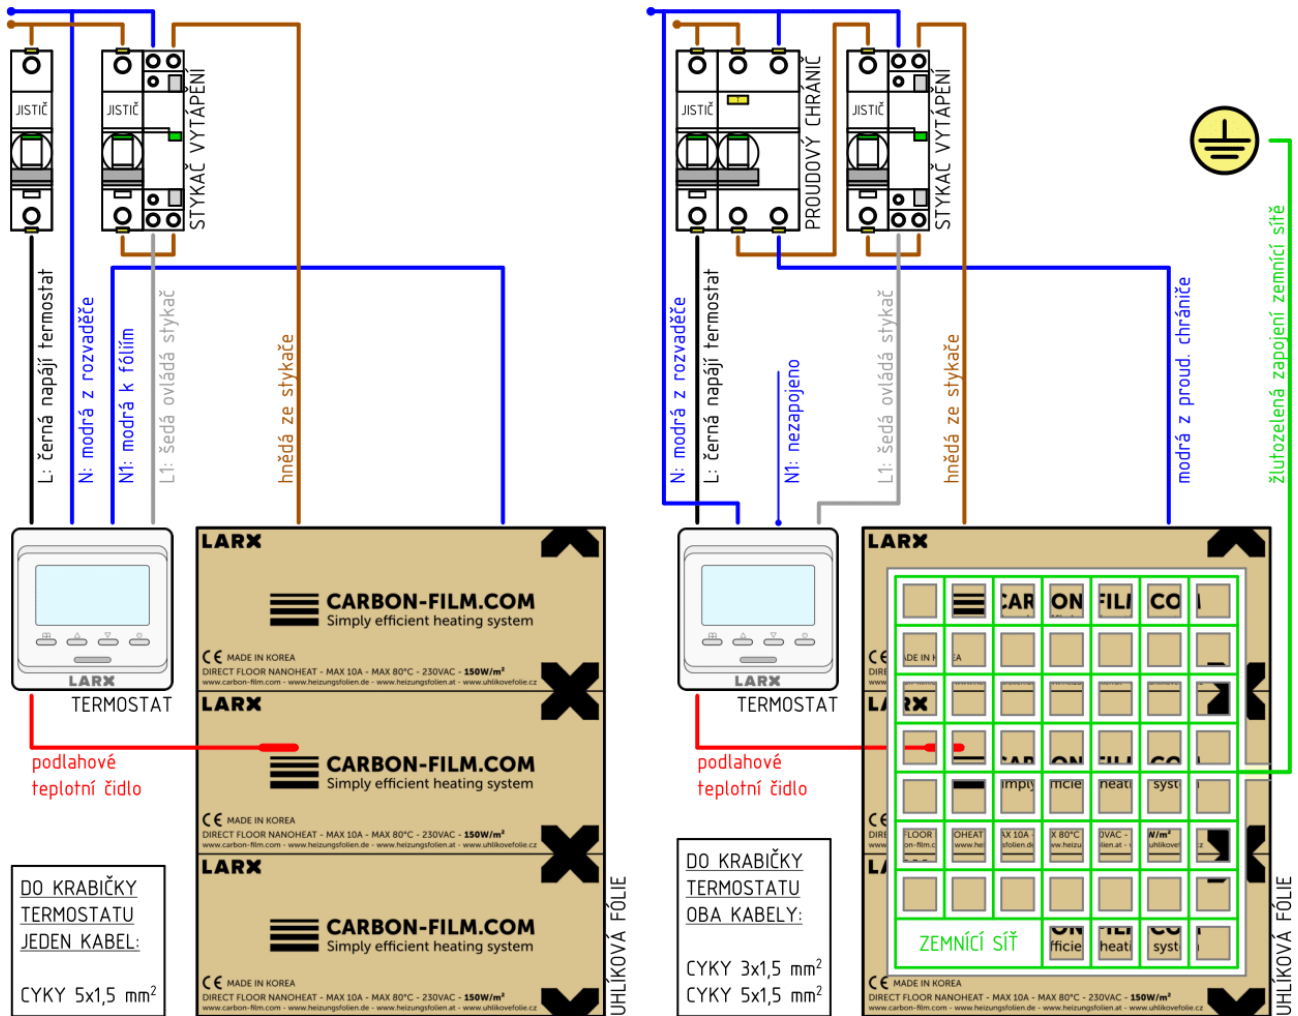 JISTIČ
JISTIČ
STYKAČ VYTÁPĚNÍ
L: černá napájí termostat
N: modrá z rozvaděče
N1: modrá k fóliím
L1: šedá ovládá stykač
hnědá ze stykače
LARX
TERMOSTAT
podlahové
teplotní čidlo
LARX
CARBON-FILM.COM
Simply efficient heating system
CE MADE IN KOREA
DIRECT FLOOR NANOHEAT - MAX 10A - MAX 80°C - 230VAC - 150W/m²
www.carbon-film.com - www.heizungsfolien.de - www.heizungsfolien.at - www.uhlikovefolie.cz
LARX
CARBON-FILM.COM
Simply efficient heating system
CE MADE IN KOREA
DIRECT FLOOR NANOHEAT - MAX 10A - MAX 80°C - 230VAC - 150W/m²
www.carbon-film.com - www.heizungsfolien.de - www.heizungsfolien.at - www.uhlikovefolie.cz
LARX
CARBON-FILM.COM
Simply efficient heating system
CE MADE IN KOREA
DIRECT FLOOR NANOHEAT - MAX 10A - MAX 80°C - 230VAC - 150W/m²
www.carbon-film.com - www.heizungsfolien.de - www.heizungsfolien.at - www.uhlikovefolie.cz
UHLÍKOVÁ FÓLIE
DO KRABIČKY
TERMOSTATU
JEDEN KABEL:
CYKY 5x1,5 mm²
JISTIČ
PROUDOVÝ CHRÁNIČ
JISTIČ
STYKAČ VYTÁPĚNÍ
N: modrá z rozvaděče
L: černá napájí termostat
N1: nezapojeno
L1: šedá ovládá stykač
hnědá ze stykače
modrá z proud. chrániče
žlutozelená zapojení zemnící sítě
LARX
TERMOSTAT
podlahové
teplotní čidlo
LARX
ZEMNÍCÍ SÍŤ
CE MADE IN KOREA
DIRECT FLOOR NANOHEAT - MAX 10A - MAX 80°C - 230VAC - 150W/m²
www.carbon-film.com - www.heizungsfolien.de - www.heizungsfolien.at - www.uhlikovefolie.cz
UHLÍKOVÁ FÓLIE
DO KRABIČKY
TERMOSTATU
OBA KABELY:
CYKY 3x1,5 mm²
CYKY 5x1,5 mm²